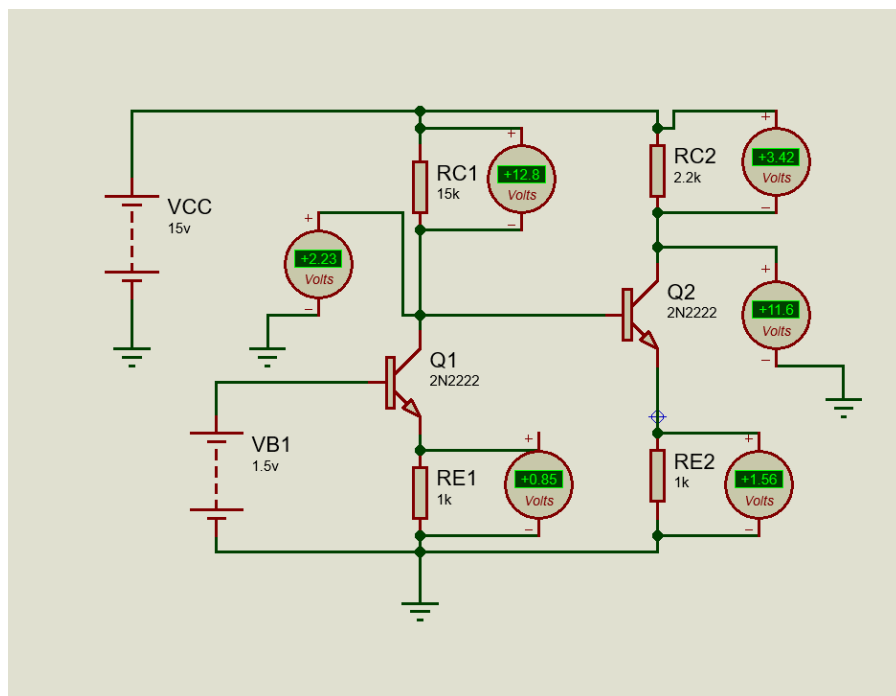 RC1
15k
+12.8
Volts
RC2
2.2k
+3.42
Volts
VCC
15v
+2.23
Volts
Q2
2N2222
+11.6
Volts
Q1
2N2222
VB1
1.5v
RE1
1k
+0.85
Volts
RE2
1k
+1.56
Volts